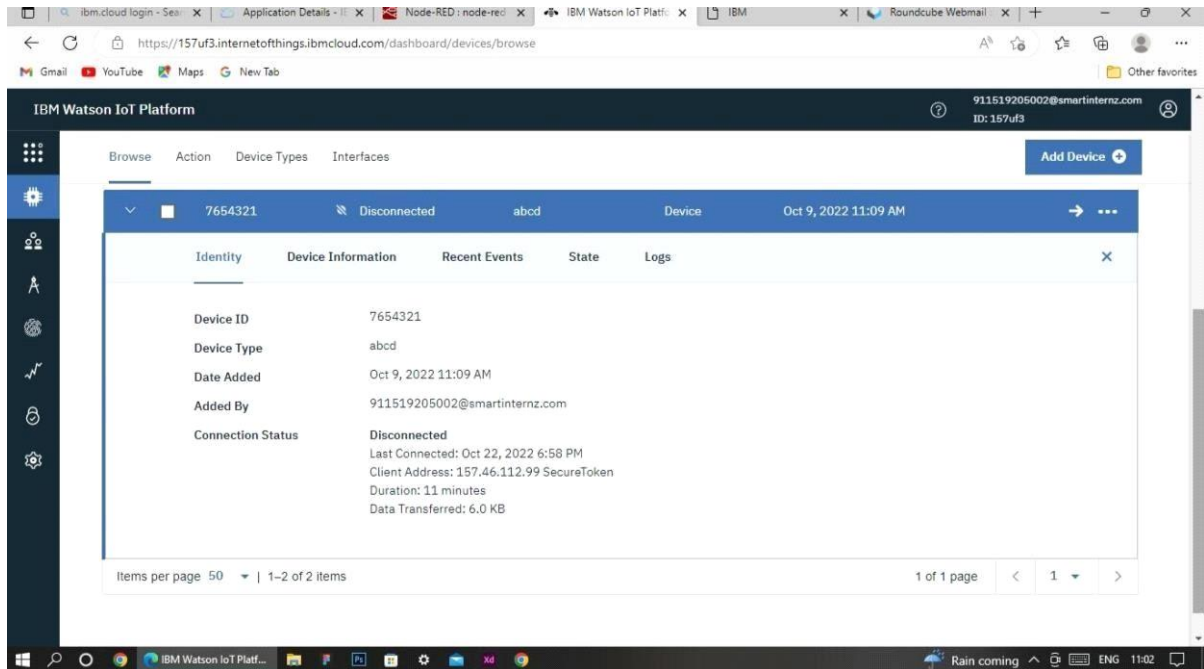 ibm.cloud login - Sear
Application Details - I
Node-RED : node-red
IBM Watson IoT Platfo
IBM
Roundcube Webmail
https://157uf3.internetofthings.ibmcloud.com/dashboard/devices/browse
Gmail YouTube Maps New Tab Other favorites
IBM Watson IoT Platform
911519205002@smartinternz.com
ID: 157uf3
Browse Action Device Types Interfaces Add Device
7654321 Disconnected abcd Device Oct 9, 2022 11:09 AM
Identity Device Information Recent Events State Logs
Device ID 7654321
Device Type abcd
Date Added Oct 9, 2022 11:09 AM
Added By 911519205002@smartinternz.com
Connection Status Disconnected
Last Connected: Oct 22, 2022 6:58 PM
Client Address: 157.46.112.99 SecureToken
Duration: 11 minutes
Data Transferred: 6.0 KB
Items per page 50 | 1–2 of 2 items 1 of 1 page 1
IBM Watson IoT Platf... Rain coming ENG 11:02